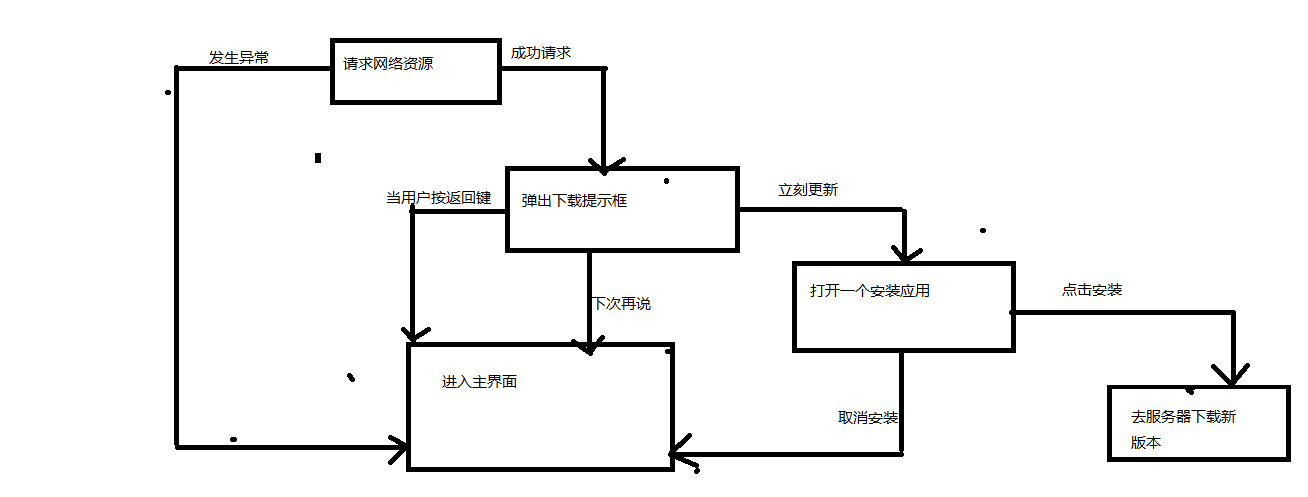 发生异常
请求网络资源
成功请求
当用户按返回键
弹出下载提示框
立刻更新
下次再说
打开一个安装应用
点击安装
进入主界面
取消安装
去服务器下载新
版本